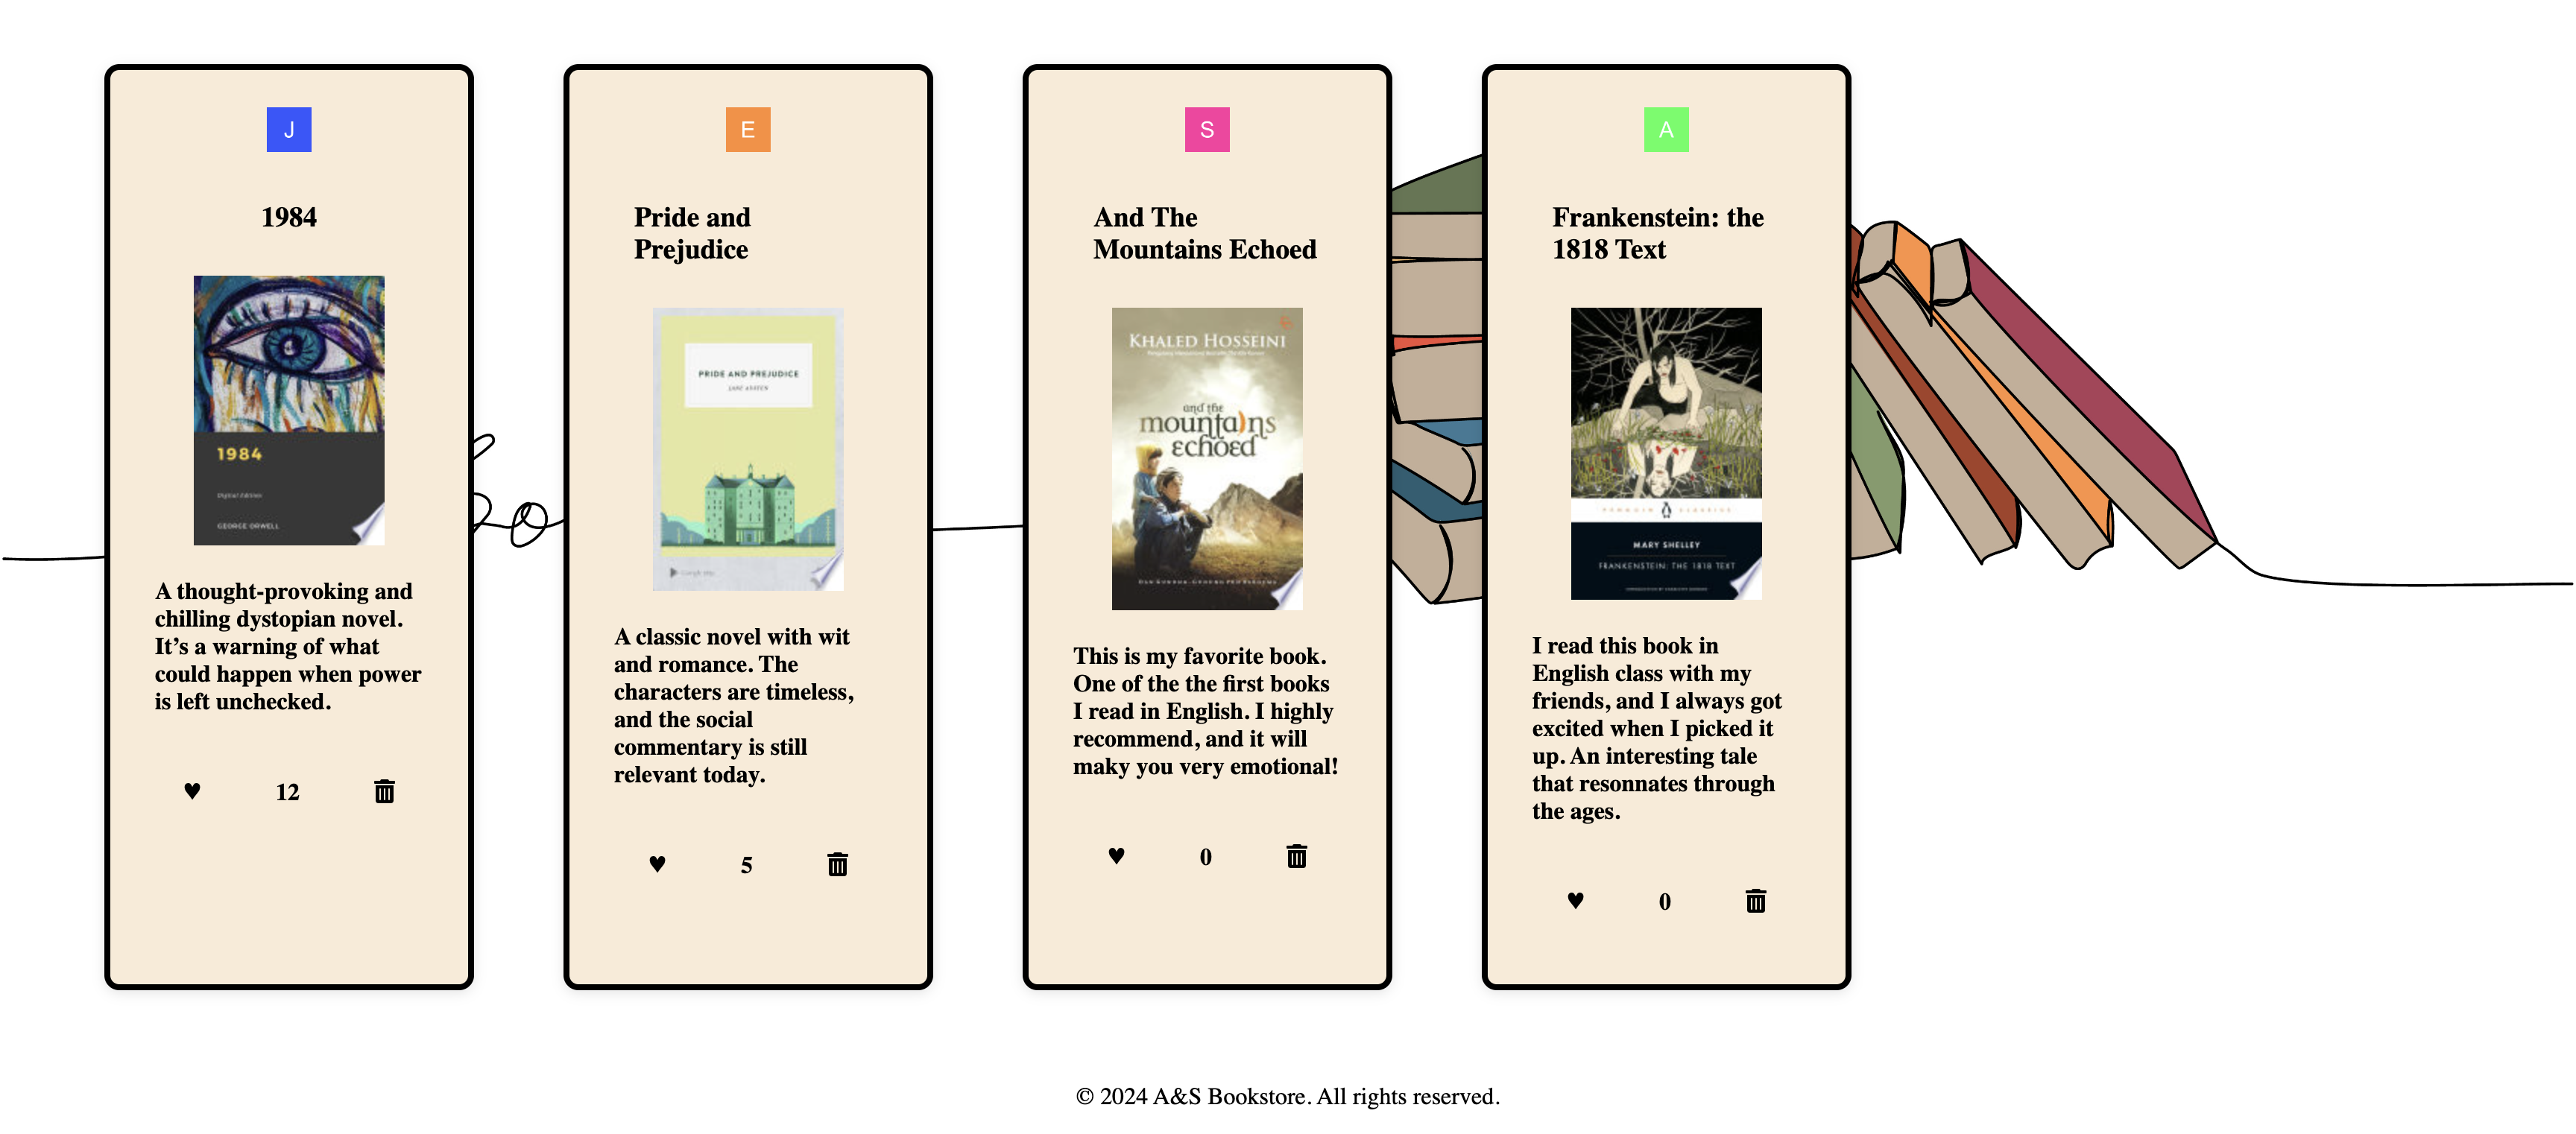 J
1984
1984
Digital Edition
GEORGE ORWELL
A thought-provoking and
chilling dystopian novel.
It’s a warning of what
could happen when power
is left unchecked.
♥ 12
E
Pride and
Prejudice
PRIDE AND PREJUDICE
JANE AUSTEN
A classic novel with wit
and romance. The
characters are timeless,
and the social
commentary is still
relevant today.
♥ 5
S
And The
Mountains Echoed
KHALED HOSSEINI
and the
mountains
echoed
This is my favorite book.
One of the the first books
I read in English. I highly
recommend, and it will
maky you very emotional!
♥ 0
A
Frankenstein: the
1818 Text
PENGUIN CLASSICS
MARY SHELLEY
FRANKENSTEIN: THE 1818 TEXT
I read this book in
English class with my
friends, and I always got
excited when I picked it
up. An interesting tale
that resonnates through
the ages.
♥ 0
© 2024 A&S Bookstore. All rights reserved.